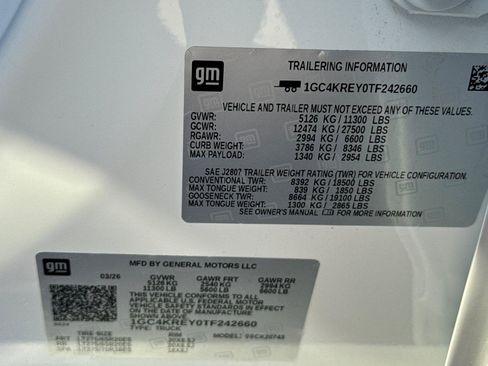 gm
TRAILERING INFORMATION
1GC4KREY0TF242660
VEHICLE AND TRAILER MUST NOT EXCEED ANY OF THESE VALUES.
GVWR: 5126 KG / 11300 LBS
GCWR: 12474 KG / 27500 LBS
RGAWR: 2994 KG / 6600 LBS
CURB WEIGHT: 3786 KG / 8346 LBS
MAX PAYLOAD: 1340 KG / 2954 LBS
SAE J2807 TRAILER WEIGHT RATING (TWR) FOR VEHICLE CONFIGURATION.
CONVENTIONAL TWR: 8392 KG / 18500 LBS
MAX TONGUE WEIGHT: 839 KG / 1850 LBS
GOOSENECK TWR: 8664 KG / 19100 LBS
MAX TONGUE WEIGHT: 1300 KG / 2865 LBS
SEE OWNER'S MANUAL FOR MORE INFORMATION
gm
MFD BY GENERAL MOTORS LLC
03/26 GVWR GAWR FRT GAWR RR
5126 KG 2540 KG 2994 KG
11300 LB 5600 LB 6600 LB
THIS VEHICLE CONFORMS TO ALL
APPLICABLE U.S. FEDERAL MOTOR
VEHICLE SAFETY STANDARDS IN EFFECT
ON THE DATE OF MANUFACTURE
SHOWN ABOVE.
1GC4KREY0TF242660
TYPE: TRUCK MODEL:
RIM
FRT
RR